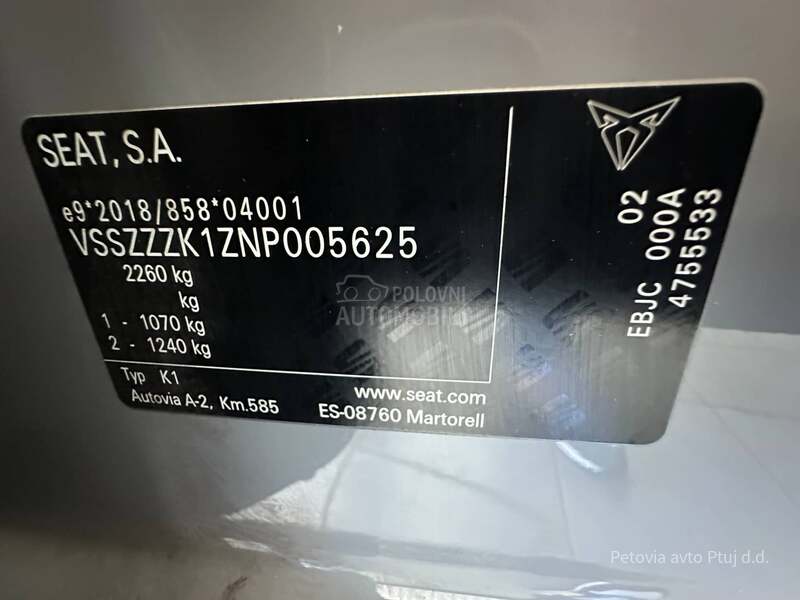 SEAT, S.A.
e9*2018/858*04001
VSSZZZK1ZNP005625
2260 kg
kg
1 - 1070 kg
2 - 1240 kg
Typ K1
Autovia A-2, Km.585
www.seat.com
ES-08760 Martorell
02
EBJC 000A
4755533
POLOVNI
AUTOMOBILI
Petovia avto Ptuj d.d.